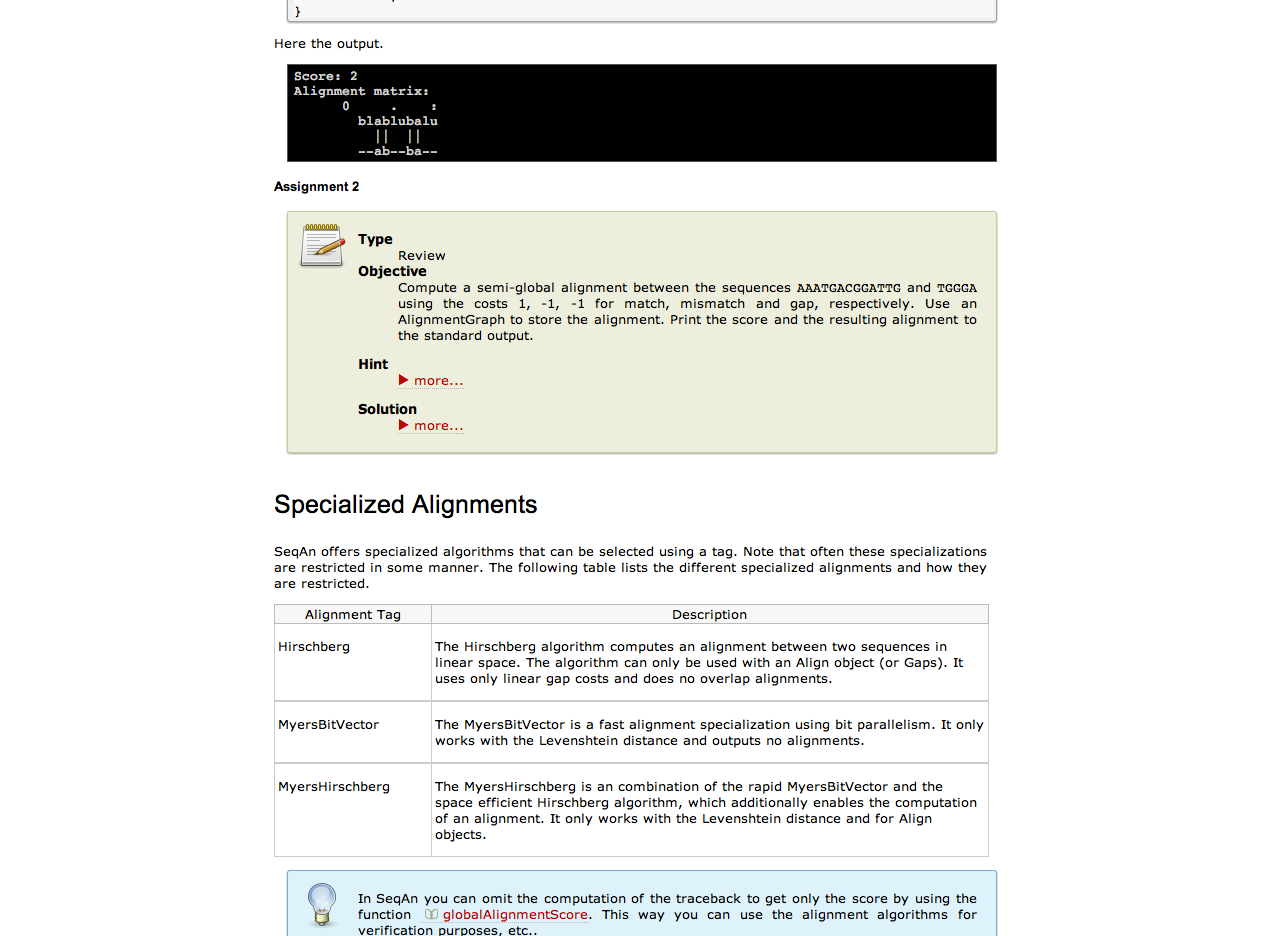 }
Here the output.
Score: 2
Alignment matrix:
      0     .    :
        blablubalu
          ||  ||
        --ab--ba--
Assignment 2
Type
Review
Objective
Compute a semi-global alignment between the sequences AAATGACGGATTG and TGGGA
using the costs 1, -1, -1 for match, mismatch and gap, respectively. Use an
AlignmentGraph to store the alignment. Print the score and the resulting alignment to
the standard output.
Hint
▶ more...
Solution
▶ more...
Specialized Alignments
SeqAn offers specialized algorithms that can be selected using a tag. Note that often these specializations
are restricted in some manner. The following table lists the different specialized alignments and how they
are restricted.
Alignment Tag Description
Hirschberg
The Hirschberg algorithm computes an alignment between two sequences in
linear space. The algorithm can only be used with an Align object (or Gaps). It
uses only linear gap costs and does no overlap alignments.
MyersBitVector
The MyersBitVector is a fast alignment specialization using bit parallelism. It only
works with the Levenshtein distance and outputs no alignments.
MyersHirschberg
The MyersHirschberg is an combination of the rapid MyersBitVector and the
space efficient Hirschberg algorithm, which additionally enables the computation
of an alignment. It only works with the Levenshtein distance and for Align
objects.
In SeqAn you can omit the computation of the traceback to get only the score by using the
function globalAlignmentScore. This way you can use the alignment algorithms for
verification purposes, etc..